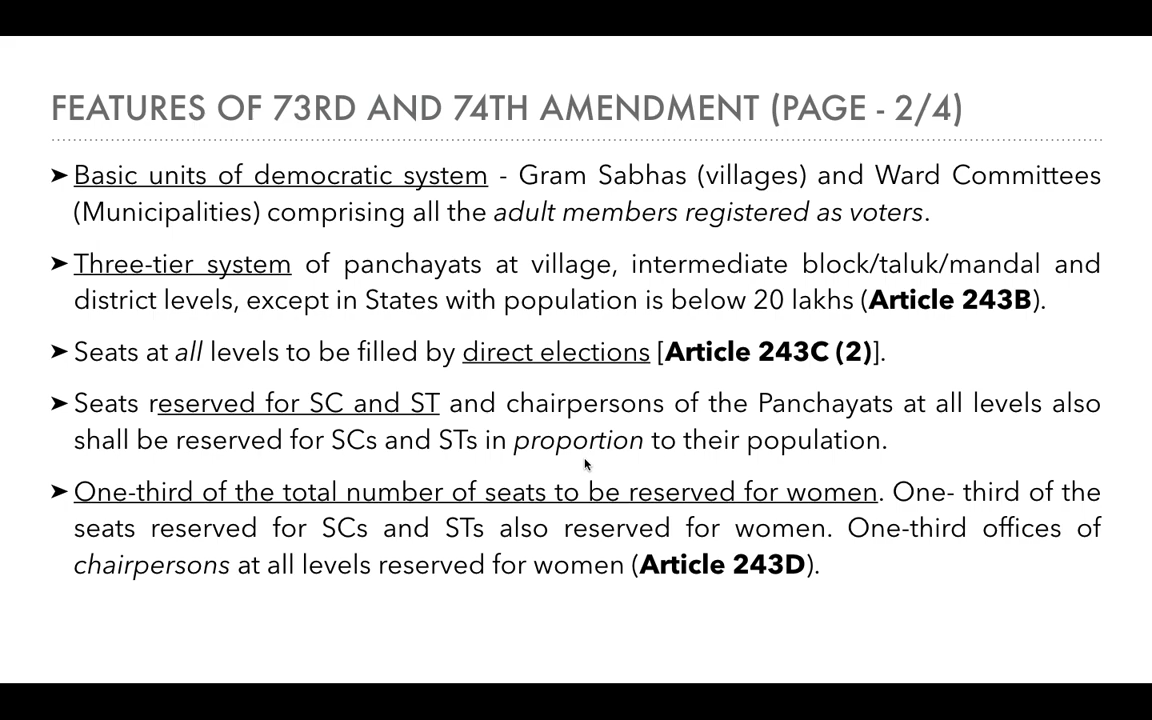 FEATURES OF 73RD AND 74TH AMENDMENT (PAGE - 2/4)
➤ Basic units of democratic system - Gram Sabhas (villages) and Ward Committees
(Municipalities) comprising all the adult members registered as voters.
➤ Three-tier system of panchayats at village, intermediate block/taluk/mandal and
district levels, except in States with population is below 20 lakhs (Article 243B).
➤ Seats at all levels to be filled by direct elections [Article 243C (2)].
➤ Seats reserved for SC and ST and chairpersons of the Panchayats at all levels also
shall be reserved for SCs and STs in proportion to their population.
➤ One-third of the total number of seats to be reserved for women. One- third of the
seats reserved for SCs and STs also reserved for women. One-third offices of
chairpersons at all levels reserved for women (Article 243D).